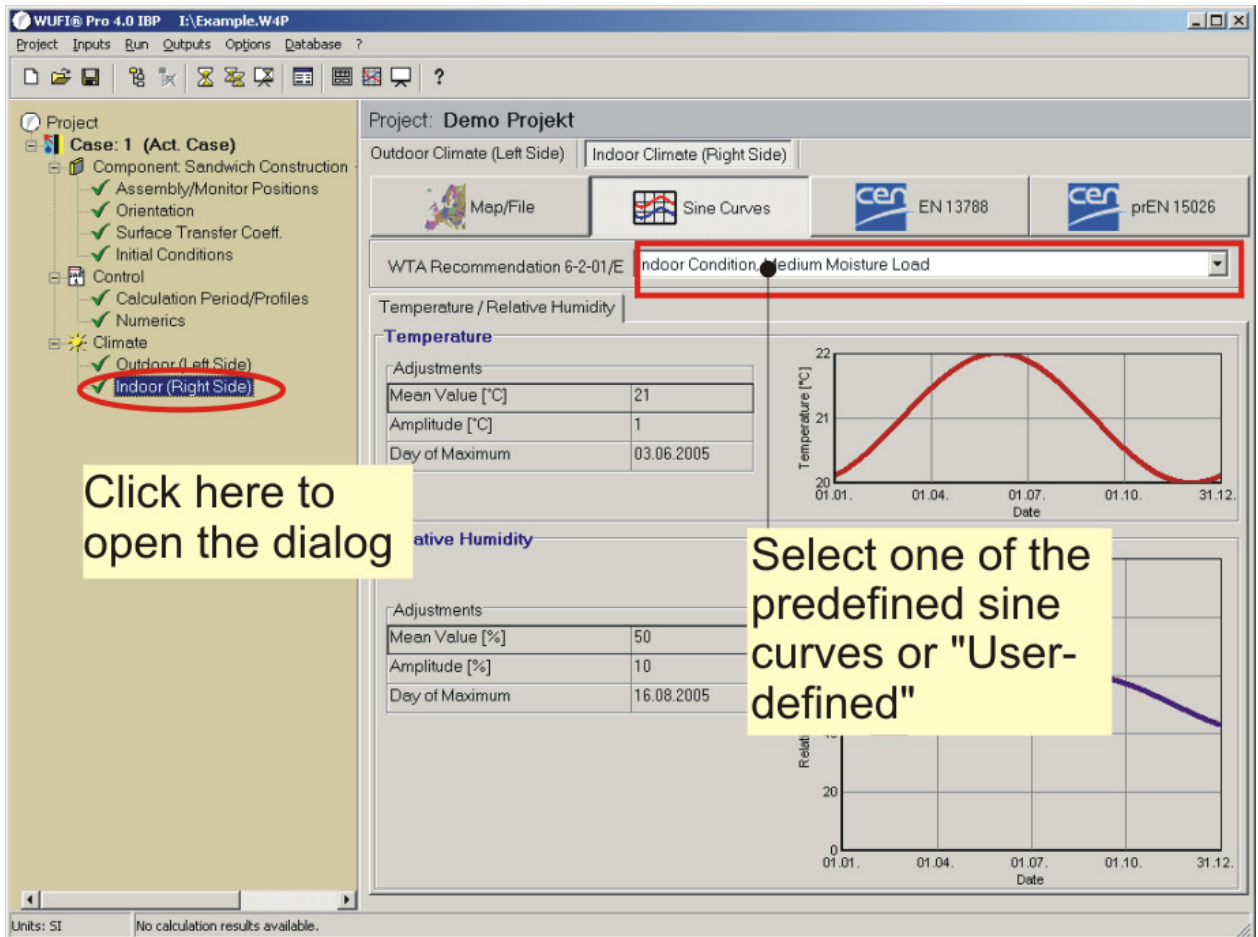 WUFI® Pro 4.0 IBP I:\Example.W4P
Project Inputs Run Outputs Options Database ?
?
Project
Case: 1 (Act. Case)
Component: Sandwich Construction -
Assembly/Monitor Positions
Orientation
Surface Transfer Coeff.
Initial Conditions
Control
Calculation Period/Profiles
Numerics
Climate
Outdoor (Left Side)
Indoor (Right Side)
Click here to
open the dialog
Project: Demo Projekt
Outdoor Climate (Left Side) Indoor Climate (Right Side)
Map/File Sine Curves cen EN 13788 cen prEN 15026
WTA Recommendation 6-2-01/E Indoor Condition, Medium Moisture Load
Temperature / Relative Humidity
Temperature
Adjustments
Mean Value [°C] 21
Amplitude [°C] 1
Day of Maximum 03.06.2005
Temperature [°C]
22
21
20
01.01. 01.04. 01.07. 01.10. 31.12.
Date
ative Humidity
Adjustments
Mean Value [%] 50
Amplitude [%] 10
Day of Maximum 16.08.2005
Select one of the
predefined sine
curves or "User-
defined"
Relati
40
20
0
01.01. 01.04. 01.07. 01.10. 31.12.
Date
Units: SI No calculation results available.